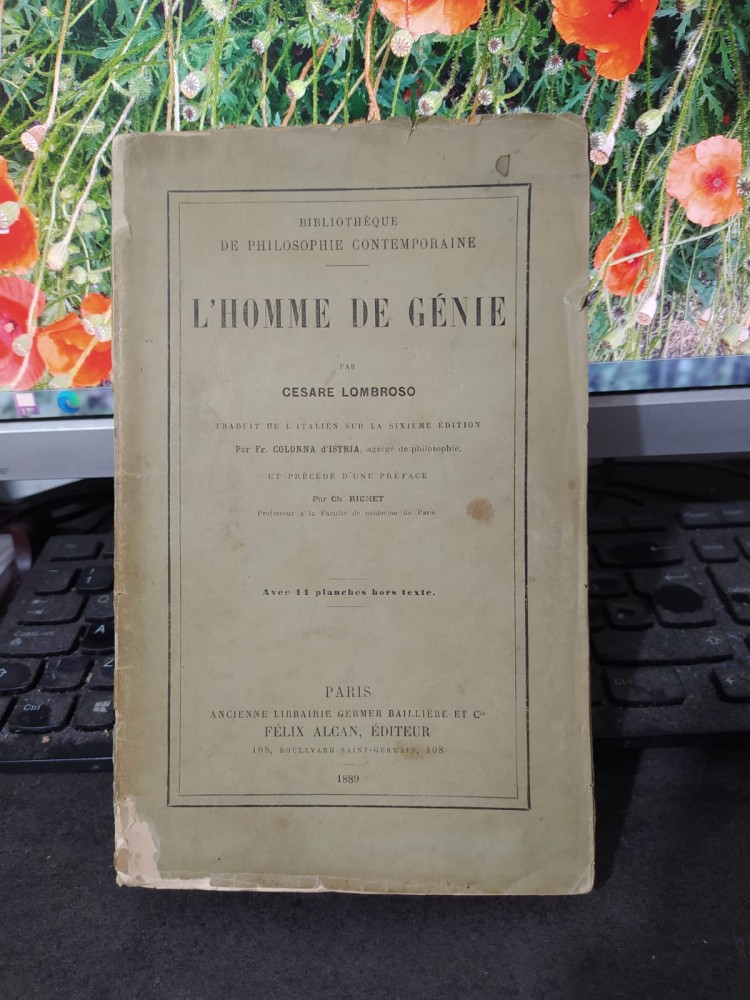 BIBLIOTHÈQUE
DE PHILOSOPHIE CONTEMPORAINE
L'HOMME DE GÉNIE
PAR
CESARE LOMBROSO
TRADUIT DE L'ITALIEN SUR LA SIXIÈME ÉDITION
Par Fr. COLONNA d'ISTRIA, agrégé de philosophie,
ET PRÉCÉDÉ D'UNE PRÉFACE
Par Ch. RICHET
Professeur à la Faculté de médecine de Paris
Avec 11 planches hors texte.
PARIS
ANCIENNE LIBRAIRIE GERMER BAILLIÈRE ET Cie
FÉLIX ALCAN, ÉDITEUR
108, BOULEVARD SAINT-GERMAIN, 108
1889
Ctrl